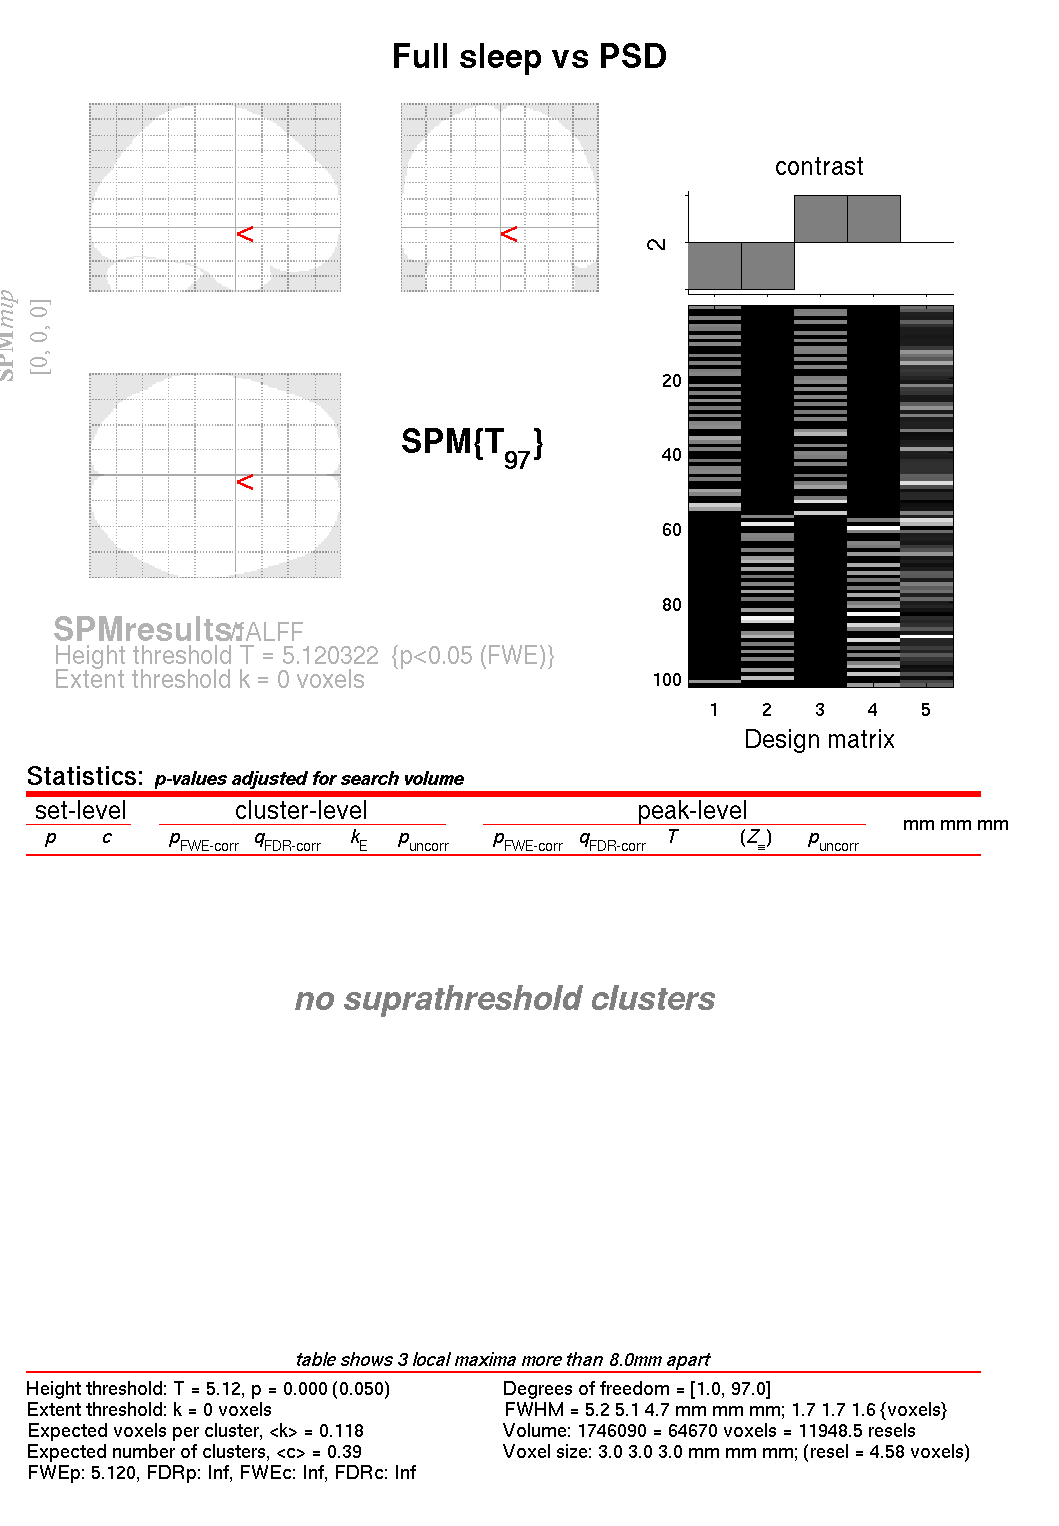 Full sleep vs PSD
contrast
2
<
<
SPMmip
[0, 0, 0]
<
SPM{T97}
20
40
60
80
100
1 2 3 4 5
Design matrix
SPMresults:
/fALFF
Height threshold T = 5.120322 {p<0.05 (FWE)}
Extent threshold k = 0 voxels
Statistics: p-values adjusted for search volume
set-level cluster-level peak-level
p c pFWE-corr qFDR-corr kE puncorr pFWE-corr qFDR-corr T (Z≡) puncorr mm mm mm
no suprathreshold clusters
table shows 3 local maxima more than 8.0mm apart
Height threshold: T = 5.12, p = 0.000 (0.050)
Extent threshold: k = 0 voxels
Expected voxels per cluster, <k> = 0.118
Expected number of clusters, <c> = 0.39
FWEp: 5.120, FDRp: Inf, FWEc: Inf, FDRc: Inf
Degrees of freedom = [1.0, 97.0]
FWHM = 5.2 5.1 4.7 mm mm mm; 1.7 1.7 1.6 {voxels}
Volume: 1746090 = 64670 voxels = 11948.5 resels
Voxel size: 3.0 3.0 3.0 mm mm mm; (resel = 4.58 voxels)